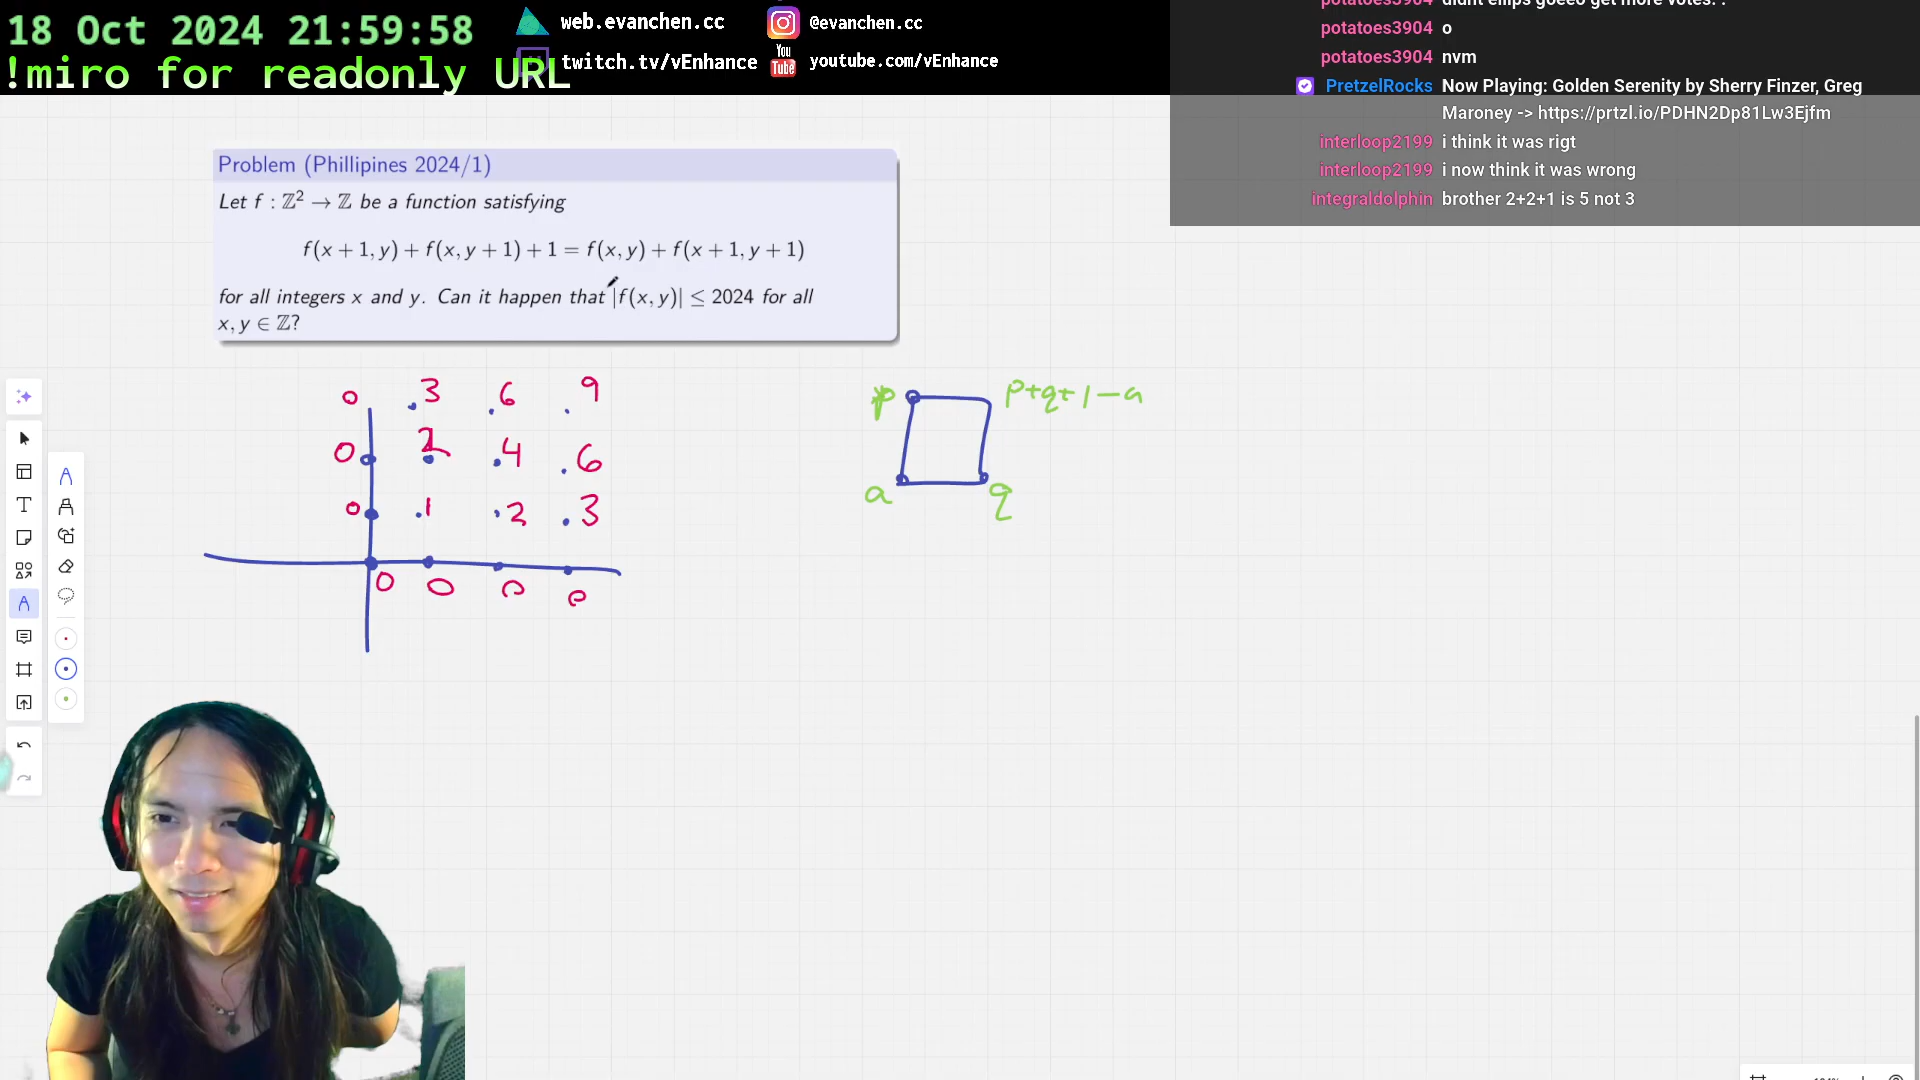 18 Oct 2024 21:59:58
!miro for readonly URL
web.evanchen.cc
twitch.tv/vEnhance
@evanchen.cc
You
Tube
youtube.com/vEnhance
potatoes3904 o
potatoes3904 nvm
PretzelRocks Now Playing: Golden Serenity by Sherry Finzer, Greg
Maroney -> https://prtzl.io/PDHN2Dp81Lw3Ejfm
interloop2199 i think it was rigt
interloop2199 i now think it was wrong
integraldolphin brother 2+2+1 is 5 not 3
Problem (Phillipines 2024/1)
Let f : ℤ² → ℤ be a function satisfying
f(x + 1, y) + f(x, y + 1) + 1 = f(x, y) + f(x + 1, y + 1)
for all integers x and y. Can it happen that |f(x, y)| ≤ 2024 for all
x, y ∈ ℤ?
0 3 6 9
0 2 4 6
0 1 2 3
0 0 0 0
p p+q+1-a
a q